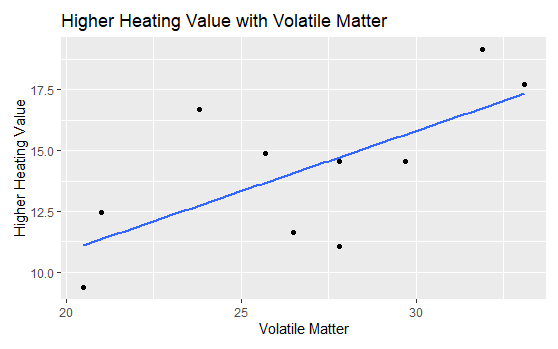 Higher Heating Value with Volatile Matter
Higher Heating Value
17.5
15.0
12.5
10.0
20
25
30
Volatile Matter